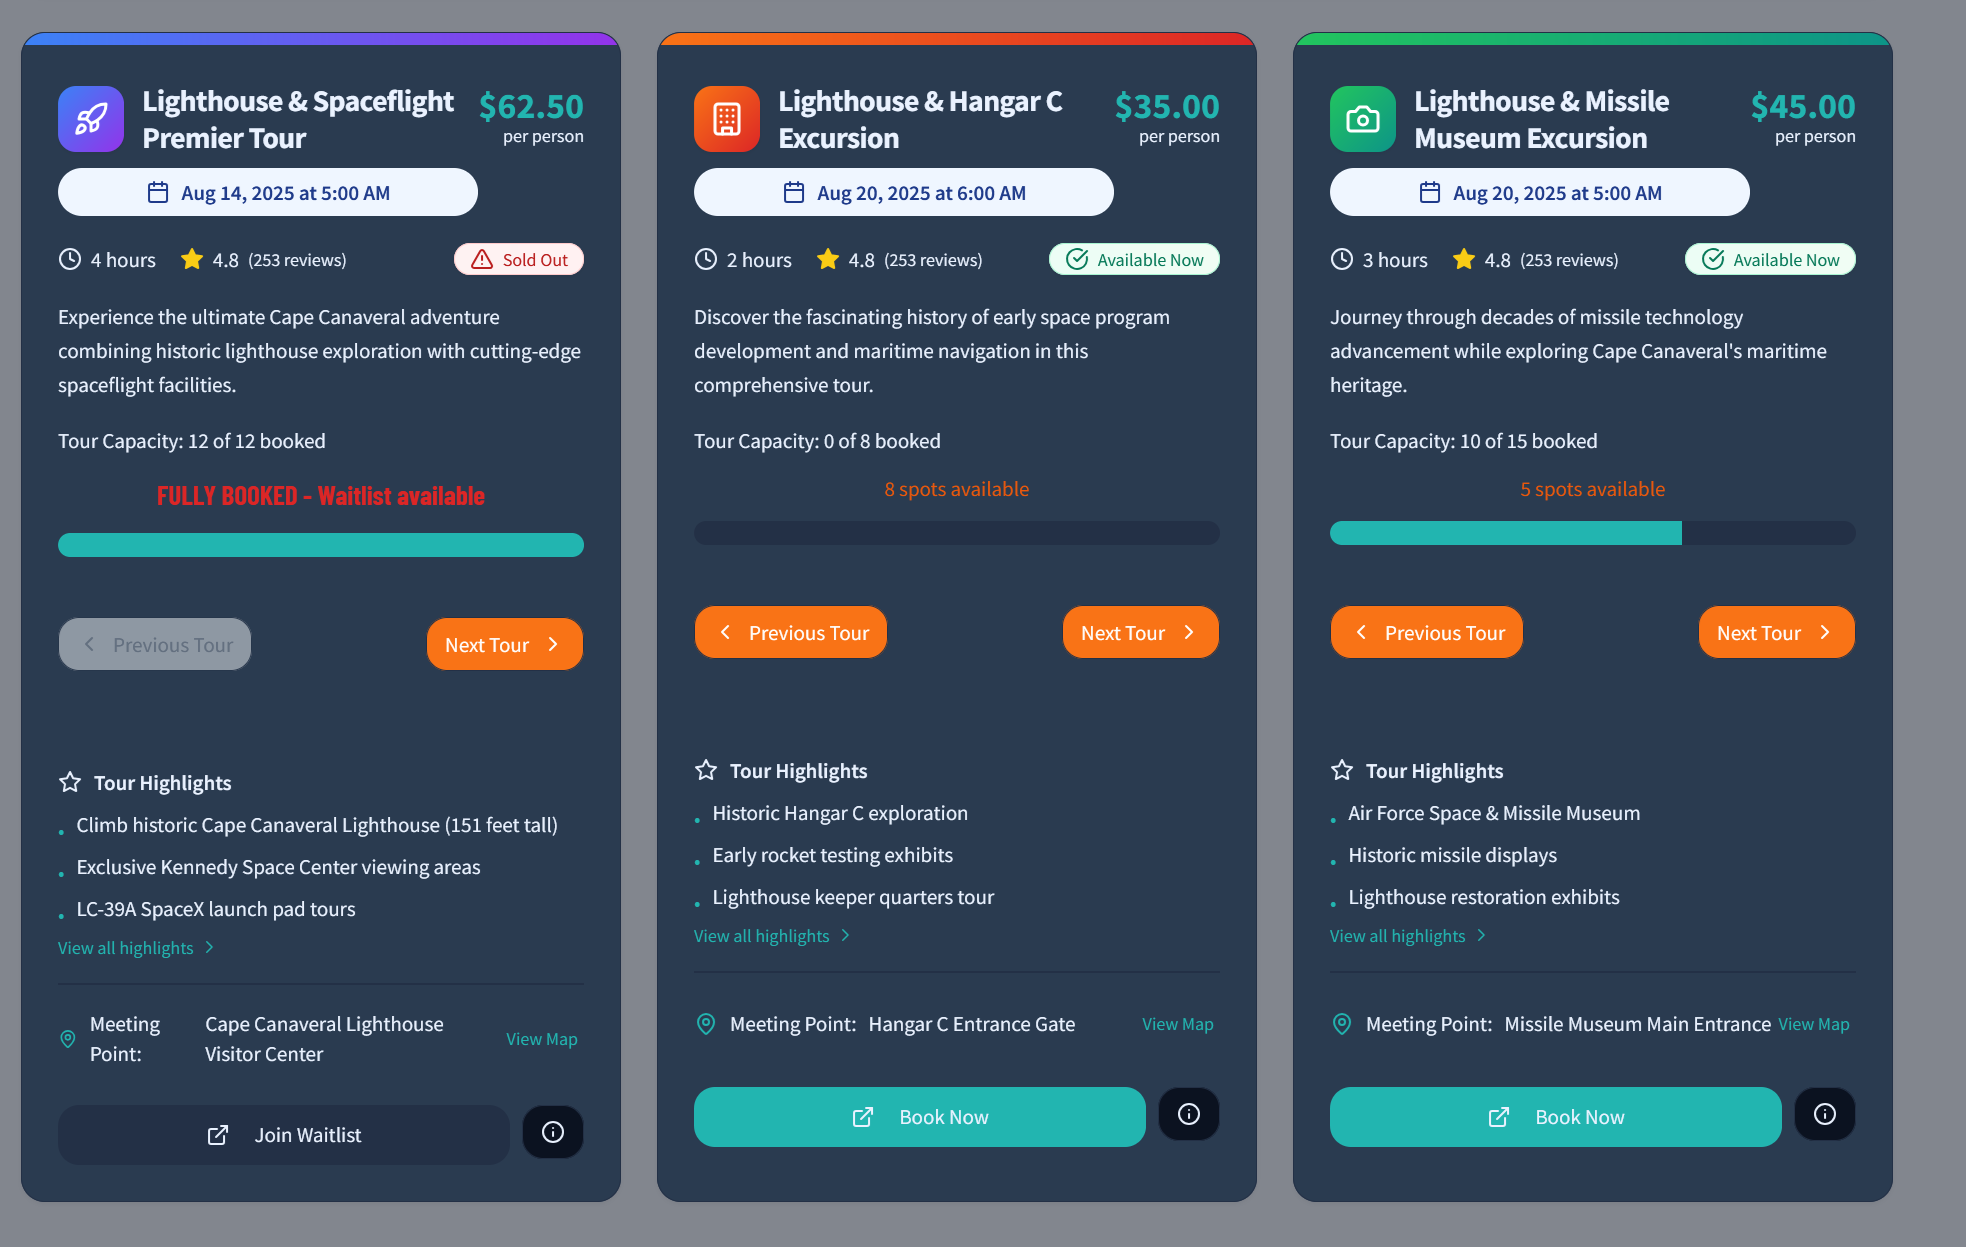 Lighthouse & Spaceflight
Premier Tour
$62.50
per person
Aug 14, 2025 at 5:00 AM
4 hours 4.8 (253 reviews) Sold Out
Experience the ultimate Cape Canaveral adventure
combining historic lighthouse exploration with cutting-edge
spaceflight facilities.
Tour Capacity: 12 of 12 booked
FULLY BOOKED - Waitlist available
Previous Tour
Next Tour
Tour Highlights
Climb historic Cape Canaveral Lighthouse (151 feet tall)
Exclusive Kennedy Space Center viewing areas
LC-39A SpaceX launch pad tours
View all highlights
Meeting
Point:
Cape Canaveral Lighthouse
Visitor Center
View Map
Join Waitlist
Lighthouse & Hangar C
Excursion
$35.00
per person
Aug 20, 2025 at 6:00 AM
2 hours 4.8 (253 reviews) Available Now
Discover the fascinating history of early space program
development and maritime navigation in this
comprehensive tour.
Tour Capacity: 0 of 8 booked
8 spots available
Previous Tour
Next Tour
Tour Highlights
Historic Hangar C exploration
Early rocket testing exhibits
Lighthouse keeper quarters tour
View all highlights
Meeting Point: Hangar C Entrance Gate View Map
Book Now
Lighthouse & Missile
Museum Excursion
$45.00
per person
Aug 20, 2025 at 5:00 AM
3 hours 4.8 (253 reviews) Available Now
Journey through decades of missile technology
advancement while exploring Cape Canaveral's maritime
heritage.
Tour Capacity: 10 of 15 booked
5 spots available
Previous Tour
Next Tour
Tour Highlights
Air Force Space & Missile Museum
Historic missile displays
Lighthouse restoration exhibits
View all highlights
Meeting Point: Missile Museum Main Entrance View Map
Book Now